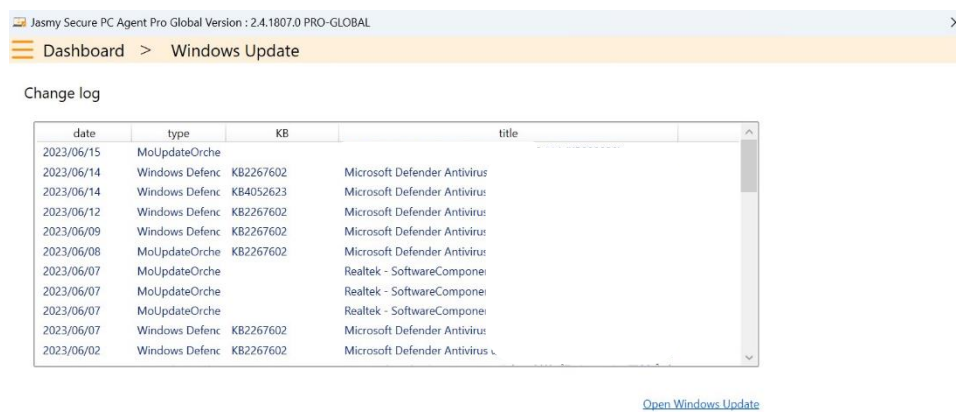 Jasmy Secure PC Agent Pro Global Version : 2.4.1807.0 PRO-GLOBAL
Dashboard > Windows Update
Change log
date type KB title
2023/06/15 MoUpdateOrche
2023/06/14 Windows Defenc KB2267602 Microsoft Defender Antivirus
2023/06/14 Windows Defenc KB4052623 Microsoft Defender Antivirus
2023/06/12 Windows Defenc KB2267602 Microsoft Defender Antivirus
2023/06/09 Windows Defenc KB2267602 Microsoft Defender Antivirus
2023/06/08 MoUpdateOrche KB2267602 Microsoft Defender Antivirus
2023/06/07 MoUpdateOrche Realtek - SoftwareComponen
2023/06/07 MoUpdateOrche Realtek - SoftwareComponen
2023/06/07 MoUpdateOrche Realtek - SoftwareComponen
2023/06/07 Windows Defenc KB2267602 Microsoft Defender Antivirus
2023/06/02 Windows Defenc KB2267602 Microsoft Defender Antivirus
Open Windows Update